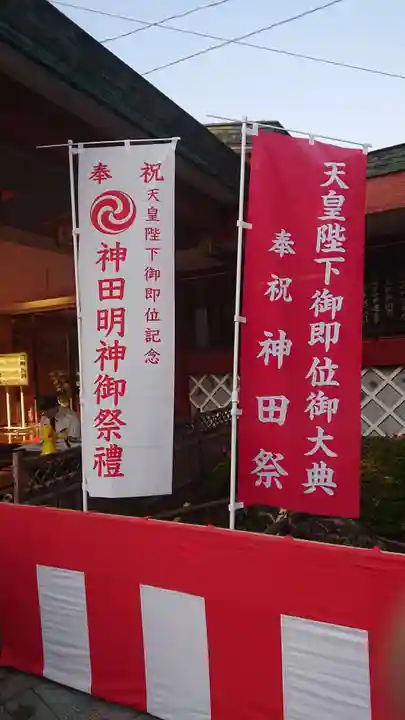 奉祝
天皇陛下御即位記念
神田明神御祭禮
天皇陛下御即位御大典
奉祝 神田祭